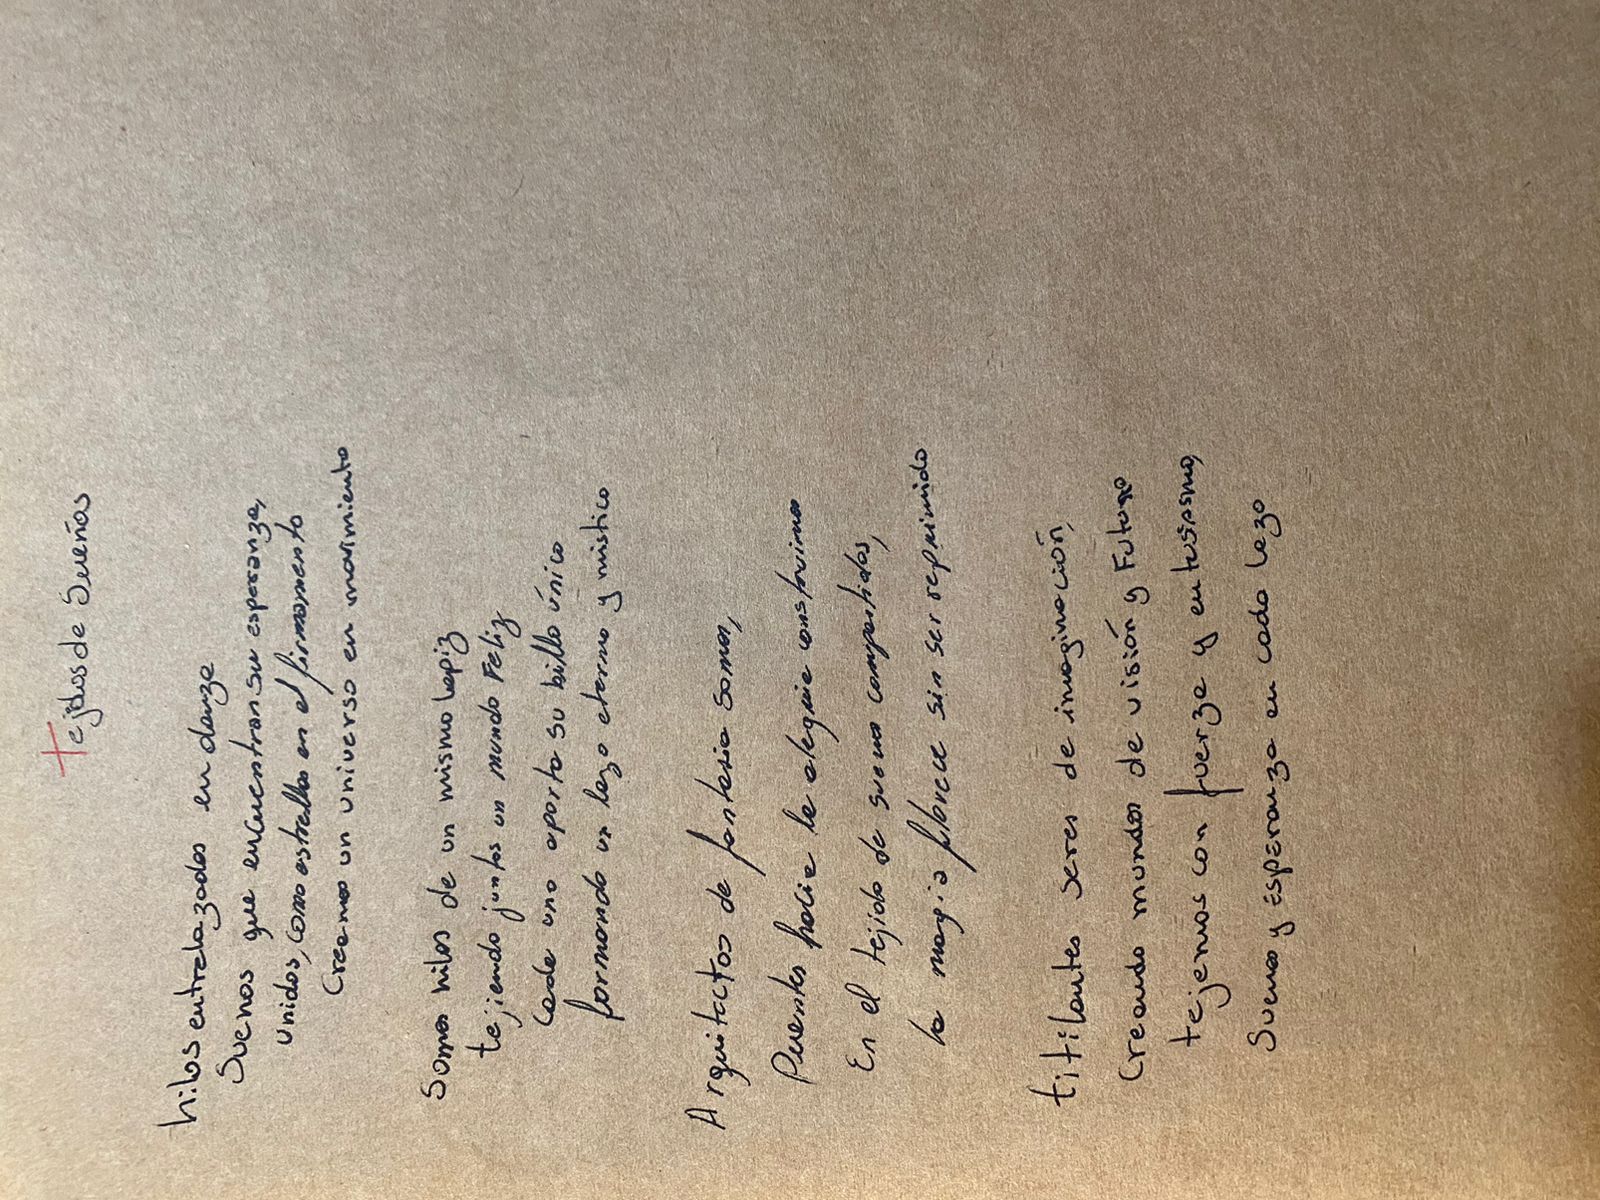 tejidos de Sueños
hilos entrelazados en danza
Suenos que encuentran su esperanza,
unidos, como estrellas en el firmamento
Creamos un universo en movimiento
Somos hilos de un mismo lapiz
tejiendo juntos un mundo Feliz
Cada uno aporta su billo único
formando un lazo eterno y mistico
Arquitectos de fantasia somos,
Puentes hacia la alegria construimos
En el tejido de suenos compartidos,
la magia florece sin ser reprimido
titilantes seres de imaginación,
Creando mundos de visión y Futuro
tejemos con fuerza y entusiasmo,
Suenos y esperanza en cada lazo